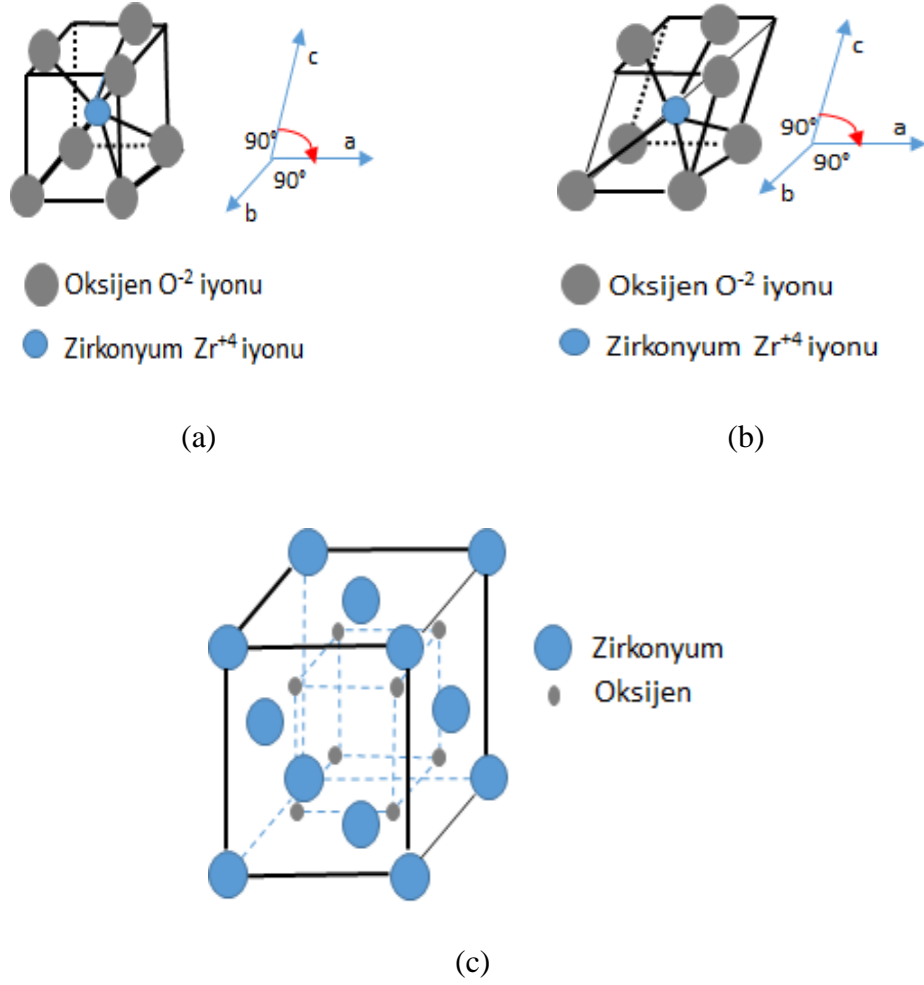 c
90°
a
90°
b
Oksijen O⁻² iyonu
Zirkonyum Zr⁺⁴ iyonu
(a)
c
90°
a
90°
b
Oksijen O⁻² iyonu
Zirkonyum Zr⁺⁴ iyonu
(b)
Zirkonyum
Oksijen
(c)